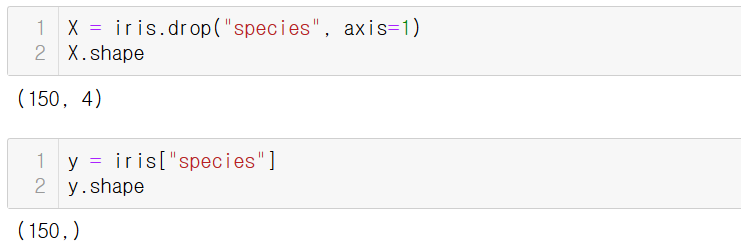 1 X = iris.drop("species", axis=1)
2 X.shape
(150, 4)
1 y = iris["species"]
2 y.shape
(150,)